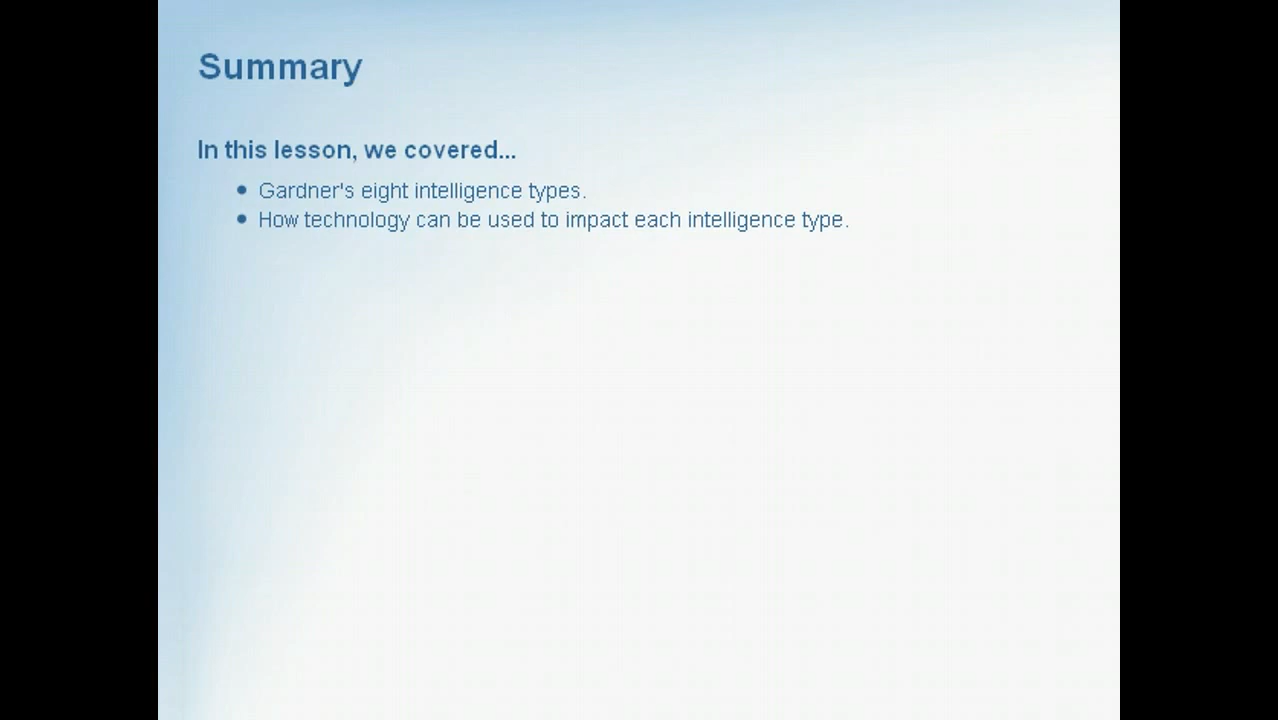 Summary
In this lesson, we covered...
• Gardner's eight intelligence types.
• How technology can be used to impact each intelligence type.